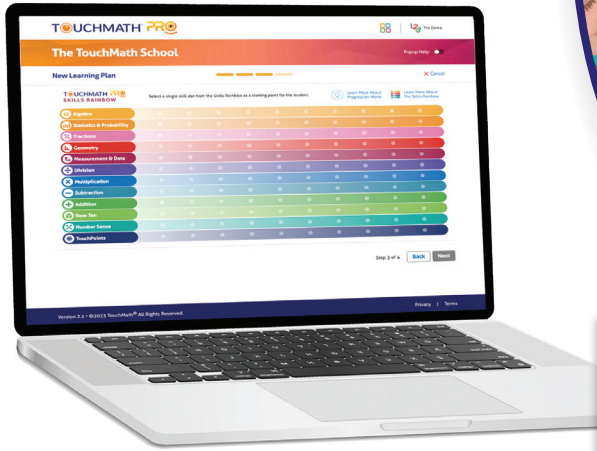 TOUCHMATH PRO
Pro Demo
The TouchMath School
Popup Help
New Learning Plan
Cancel
TOUCHMATH PRO
SKILLS RAINBOW
Select a single skill dot from the Skills Rainbow as a starting point for the student.
Learn More About
Progression Mode
Learn More About
The Skills Rainbow
Algebra
Statistics & Probability
Fractions
Geometry
Measurement & Data
Division
Multiplication
Subtraction
Addition
Base Ten
Number Sense
TouchPoints
Step 3 of 4
Back
Next
Version 2.1 • ©2023 TouchMath® All Rights Reserved.
Privacy | Terms